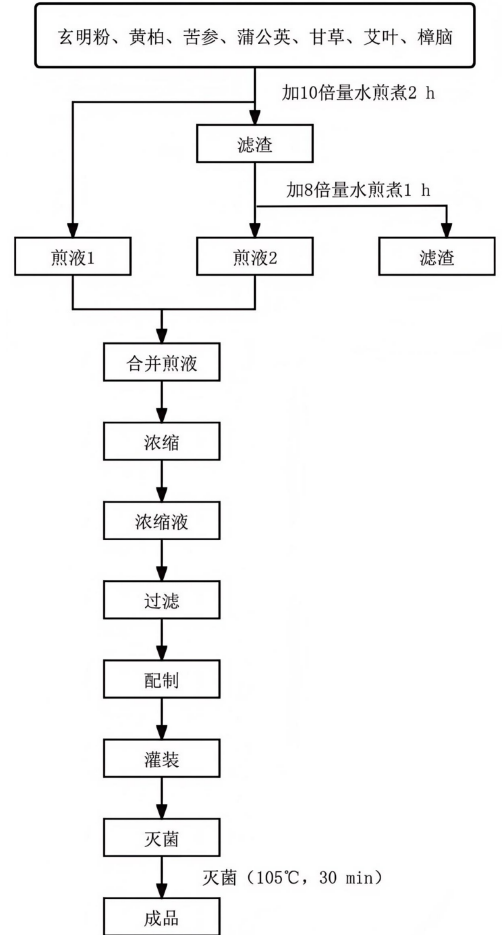 玄明粉、黄柏、苦参、蒲公英、甘草、艾叶、樟脑
加10倍量水煎煮2 h
滤渣
加8倍量水煎煮1 h
煎液1
煎液2
滤渣
合并煎液
浓缩
浓缩液
过滤
配制
灌装
灭菌
灭菌（105℃，30 min）
成品